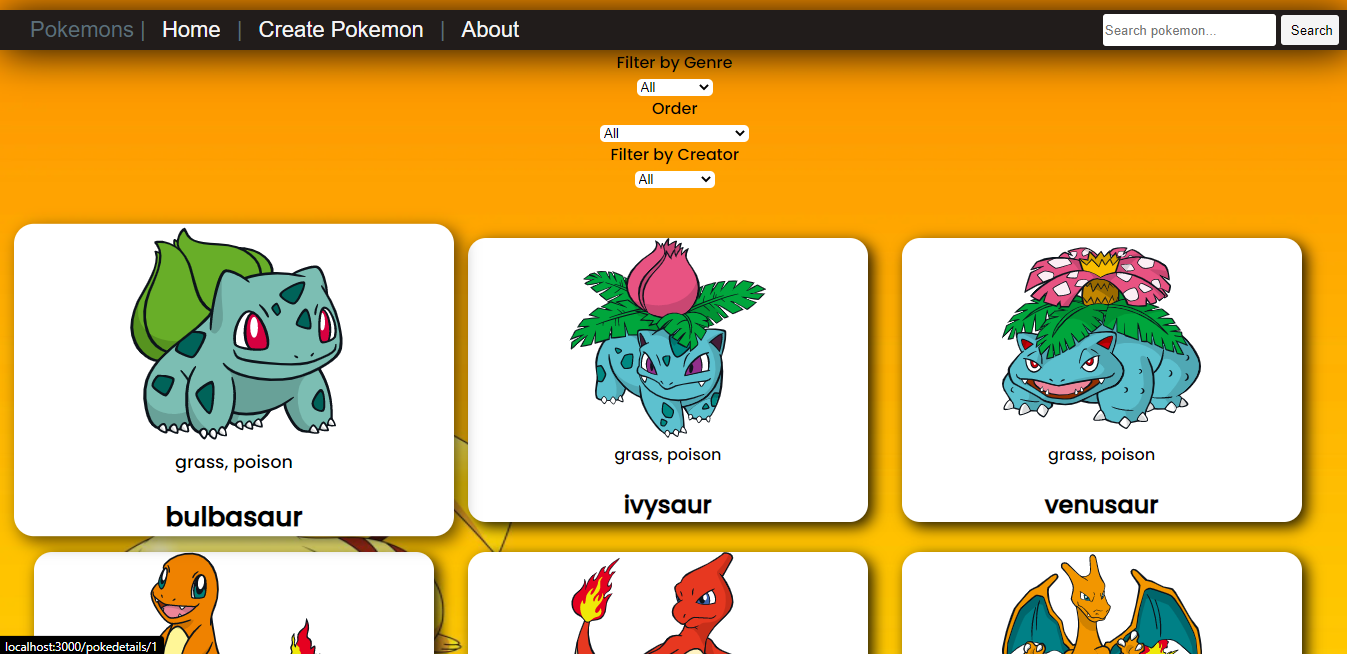 Pokemons | Home | Create Pokemon | About Search pokemon... Search
Filter by Genre
All
Order
All
Filter by Creator
All
grass, poison grass, poison grass, poison
bulbasaur ivysaur venusaur
localhost:3000/pokedetails/1